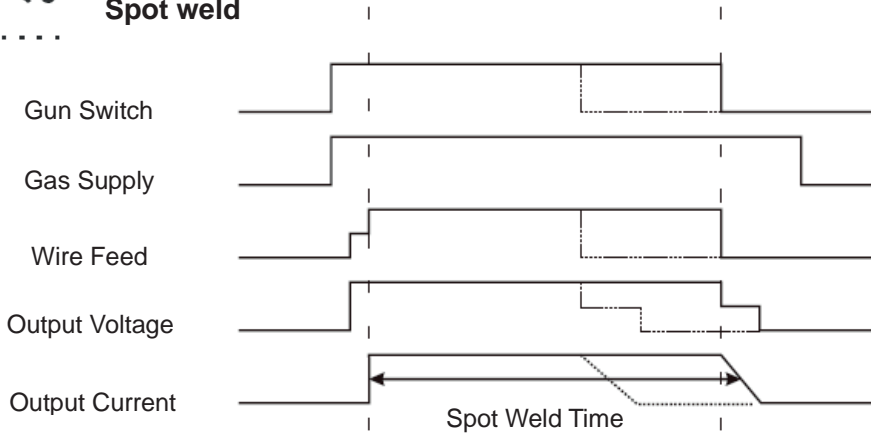 Spot weld
Gun Switch
Gas Supply
Wire Feed
Output Voltage
Output Current
Spot Weld Time